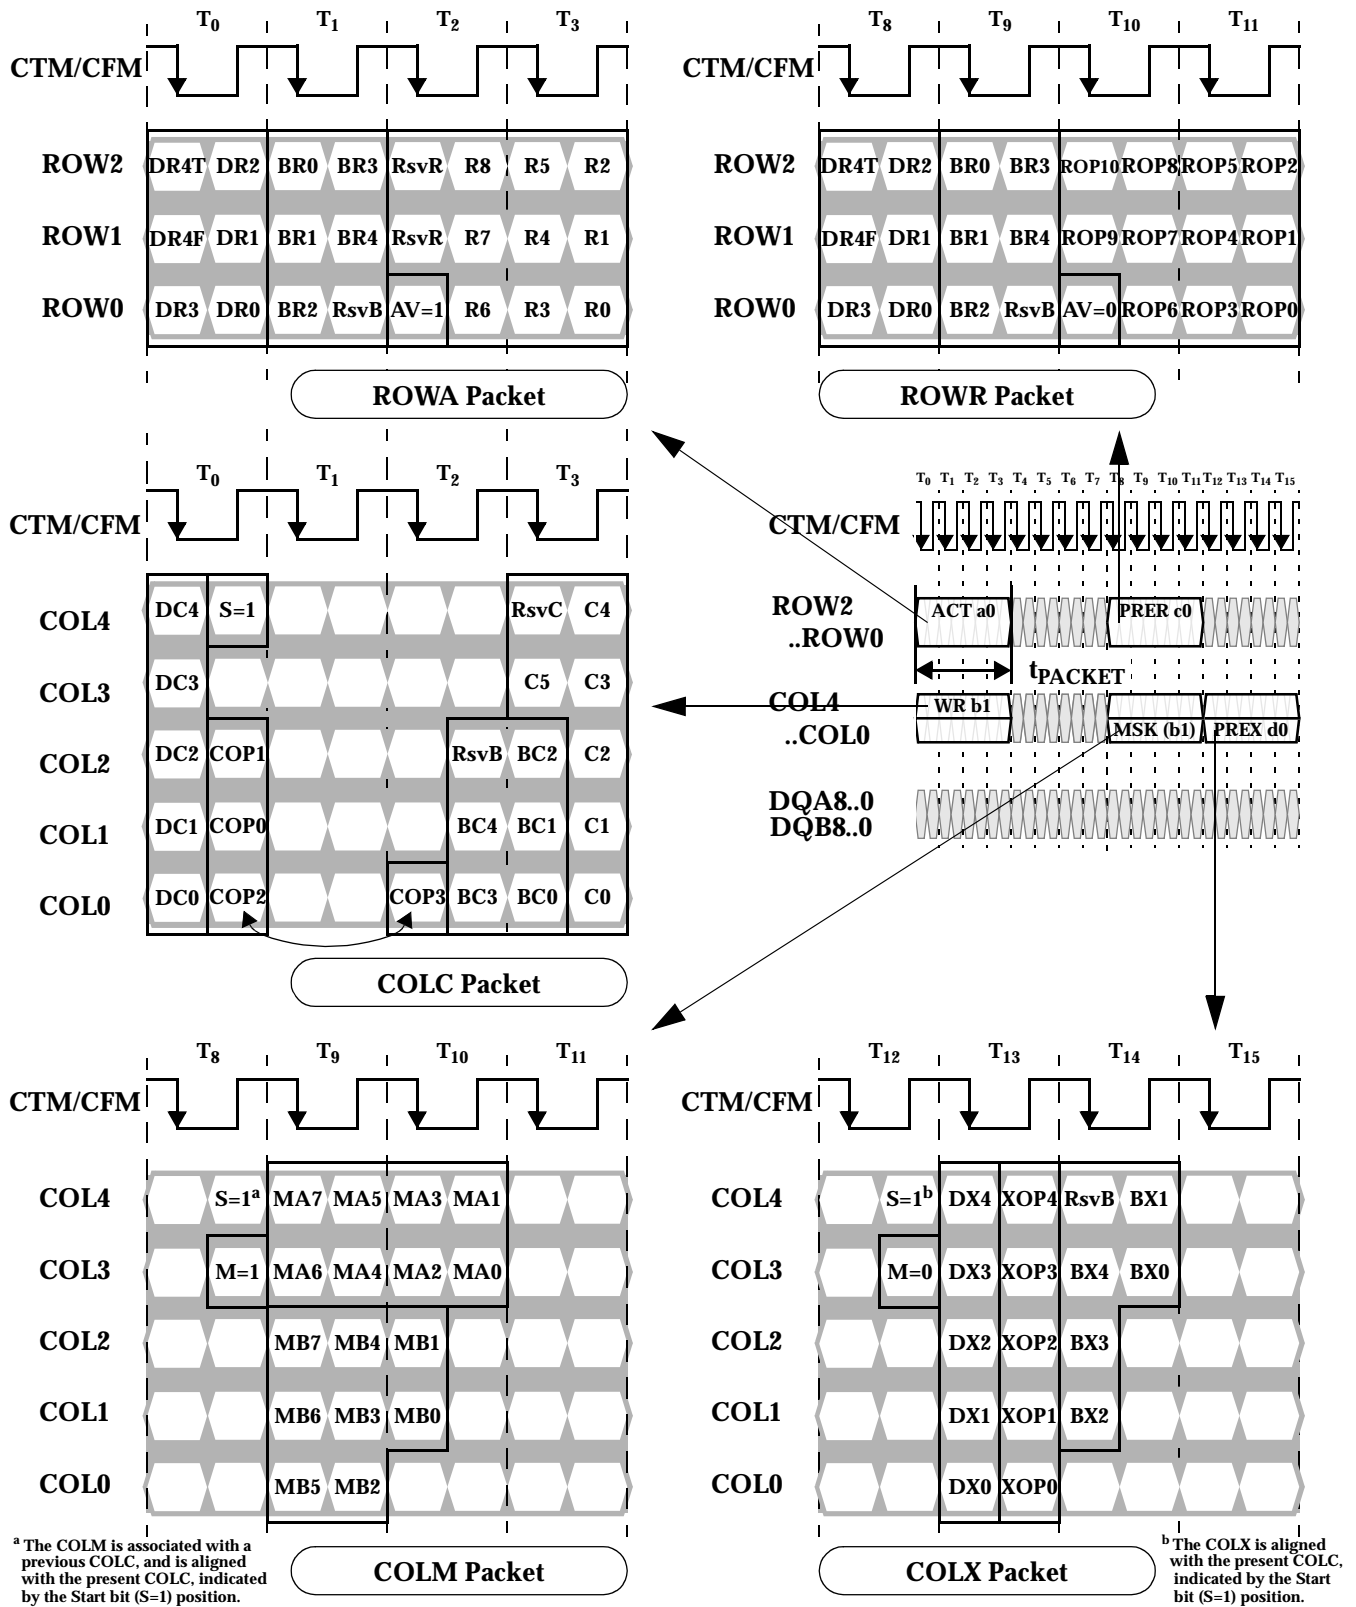 T0 T1 T2 T3
CTM/CFM
ROW2 DR4T DR2 BR0 BR3 RsvR R8 R5 R2
ROW1 DR4F DR1 BR1 BR4 RsvR R7 R4 R1
ROW0 DR3 DR0 BR2 RsvB AV=1 R6 R3 R0
ROWA Packet
T8 T9 T10 T11
CTM/CFM
ROW2 DR4T DR2 BR0 BR3 ROP10 ROP8 ROP5 ROP2
ROW1 DR4F DR1 BR1 BR4 ROP9 ROP7 ROP4 ROP1
ROW0 DR3 DR0 BR2 RsvB AV=0 ROP6 ROP3 ROP0
ROWR Packet
T0 T1 T2 T3
CTM/CFM
COL4 DC4 S=1 RsvC C4
COL3 DC3 C5 C3
COL2 DC2 COP1 RsvB BC2 C2
COL1 DC1 COP0 BC4 BC1 C1
COL0 DC0 COP2 COP3 BC3 BC0 C0
COLC Packet
T0 T1 T2 T3 T4 T5 T6 T7 T8 T9 T10 T11 T12 T13 T14 T15
CTM/CFM
ROW2 ACT a0 PRER c0
..ROW0
tPACKET
COL4 WR b1
..COL0 MSK (b1) PREX d0
DQA8..0
DQB8..0
T8 T9 T10 T11
CTM/CFM
COL4 S=1a MA7 MA5 MA3 MA1
COL3 M=1 MA6 MA4 MA2 MA0
COL2 MB7 MB4 MB1
COL1 MB6 MB3 MB0
COL0 MB5 MB2
a The COLM is associated with a
previous COLC, and is aligned
with the present COLC, indicated
by the Start bit (S=1) position.
COLM Packet
T12 T13 T14 T15
CTM/CFM
COL4 S=1b DX4 XOP4 RsvB BX1
COL3 M=0 DX3 XOP3 BX4 BX0
COL2 DX2 XOP2 BX3
COL1 DX1 XOP1 BX2
COL0 DX0 XOP0
COLX Packet
b The COLX is aligned
with the present COLC,
indicated by the Start
bit (S=1) position.